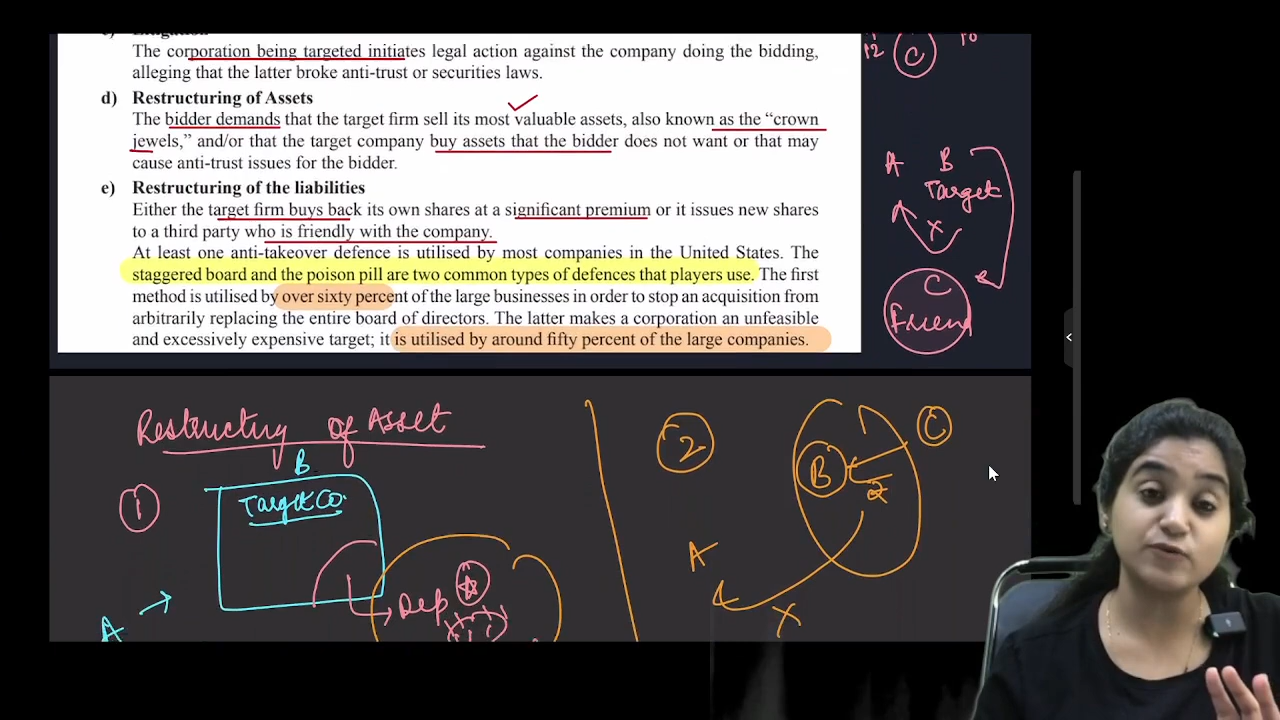 The corporation being targeted initiates legal action against the company doing the bidding,
alleging that the latter broke anti-trust or securities laws.
d) Restructuring of Assets
The bidder demands that the target firm sell its most valuable assets, also known as the “crown
jewels,” and/or that the target company buy assets that the bidder does not want or that may
cause anti-trust issues for the bidder.
e) Restructuring of the liabilities
Either the target firm buys back its own shares at a significant premium or it issues new shares
to a third party who is friendly with the company.
At least one anti-takeover defence is utilised by most companies in the United States. The
staggered board and the poison pill are two common types of defences that players use. The first
method is utilised by over sixty percent of the large businesses in order to stop an acquisition from
arbitrarily replacing the entire board of directors. The latter makes a corporation an unfeasible
and excessively expensive target; it is utilised by around fifty percent of the large companies.
12 C
A B
Target
X
C
Friend
Restructing of Asset
B
1 Target Co.
A
Dep
2
B C
A
X